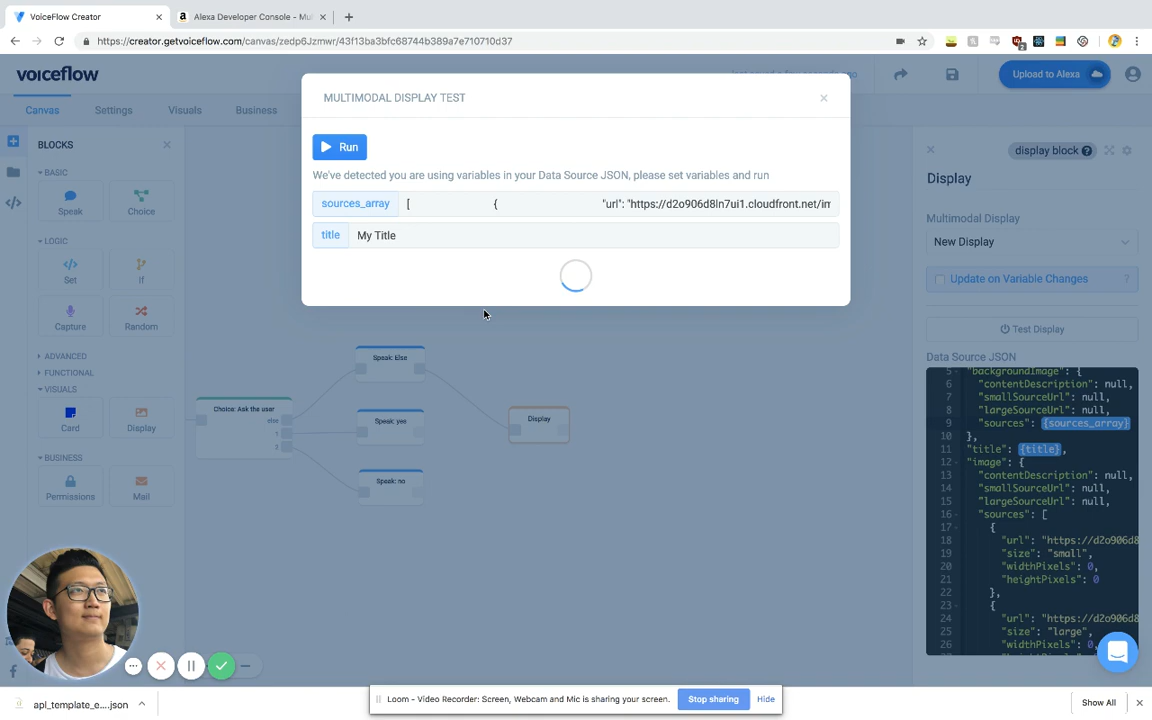 VoiceFlow Creator
Alexa Developer Console - Mu
https://creator.getvoiceflow.com/canvas/zedp6Jzmwr/43f13ba3bfc68744b389a7e710710d37
voiceflow
Upload to Alexa
Canvas
Settings
Visuals
Business
MULTIMODAL DISPLAY TEST
Run
We've detected you are using variables in your Data Source JSON, please set variables and run
sources_array
[ { "url": "https://d2o906d8ln7ui1.cloudfront.net/im
title
My Title
BLOCKS
BASIC
Speak
Choice
LOGIC
Set
If
Capture
Random
ADVANCED
FUNCTIONAL
VISUALS
Card
Display
BUSINESS
Permissions
Mail
Choice: Ask the user
else
1
2
Speak: Else
Speak: yes
Speak: no
Display
display block ?
Display
Multimodal Display
New Display
Update on Variable Changes ?
Test Display
Data Source JSON
5 "backgroundImage": {
6 "contentDescription": null,
7 "smallSourceUrl": null,
8 "largeSourceUrl": null,
9 "sources": {sources_array}
10 },
11 "title": {title},
12 "image": {
13 "contentDescription": null,
14 "smallSourceUrl": null,
15 "largeSourceUrl": null,
16 "sources": [
17 {
18 "url": "https://d2o906d8
19 "size": "small",
20 "widthPixels": 0,
21 "heightPixels": 0
22 },
23 {
24 "url": "https://d2o906d8
25 "size": "large",
26 "widthPixels": 0,
Loom - Video Recorder: Screen, Webcam and Mic is sharing your screen.
Stop sharing
Hide
apl_template_e....json
Show All